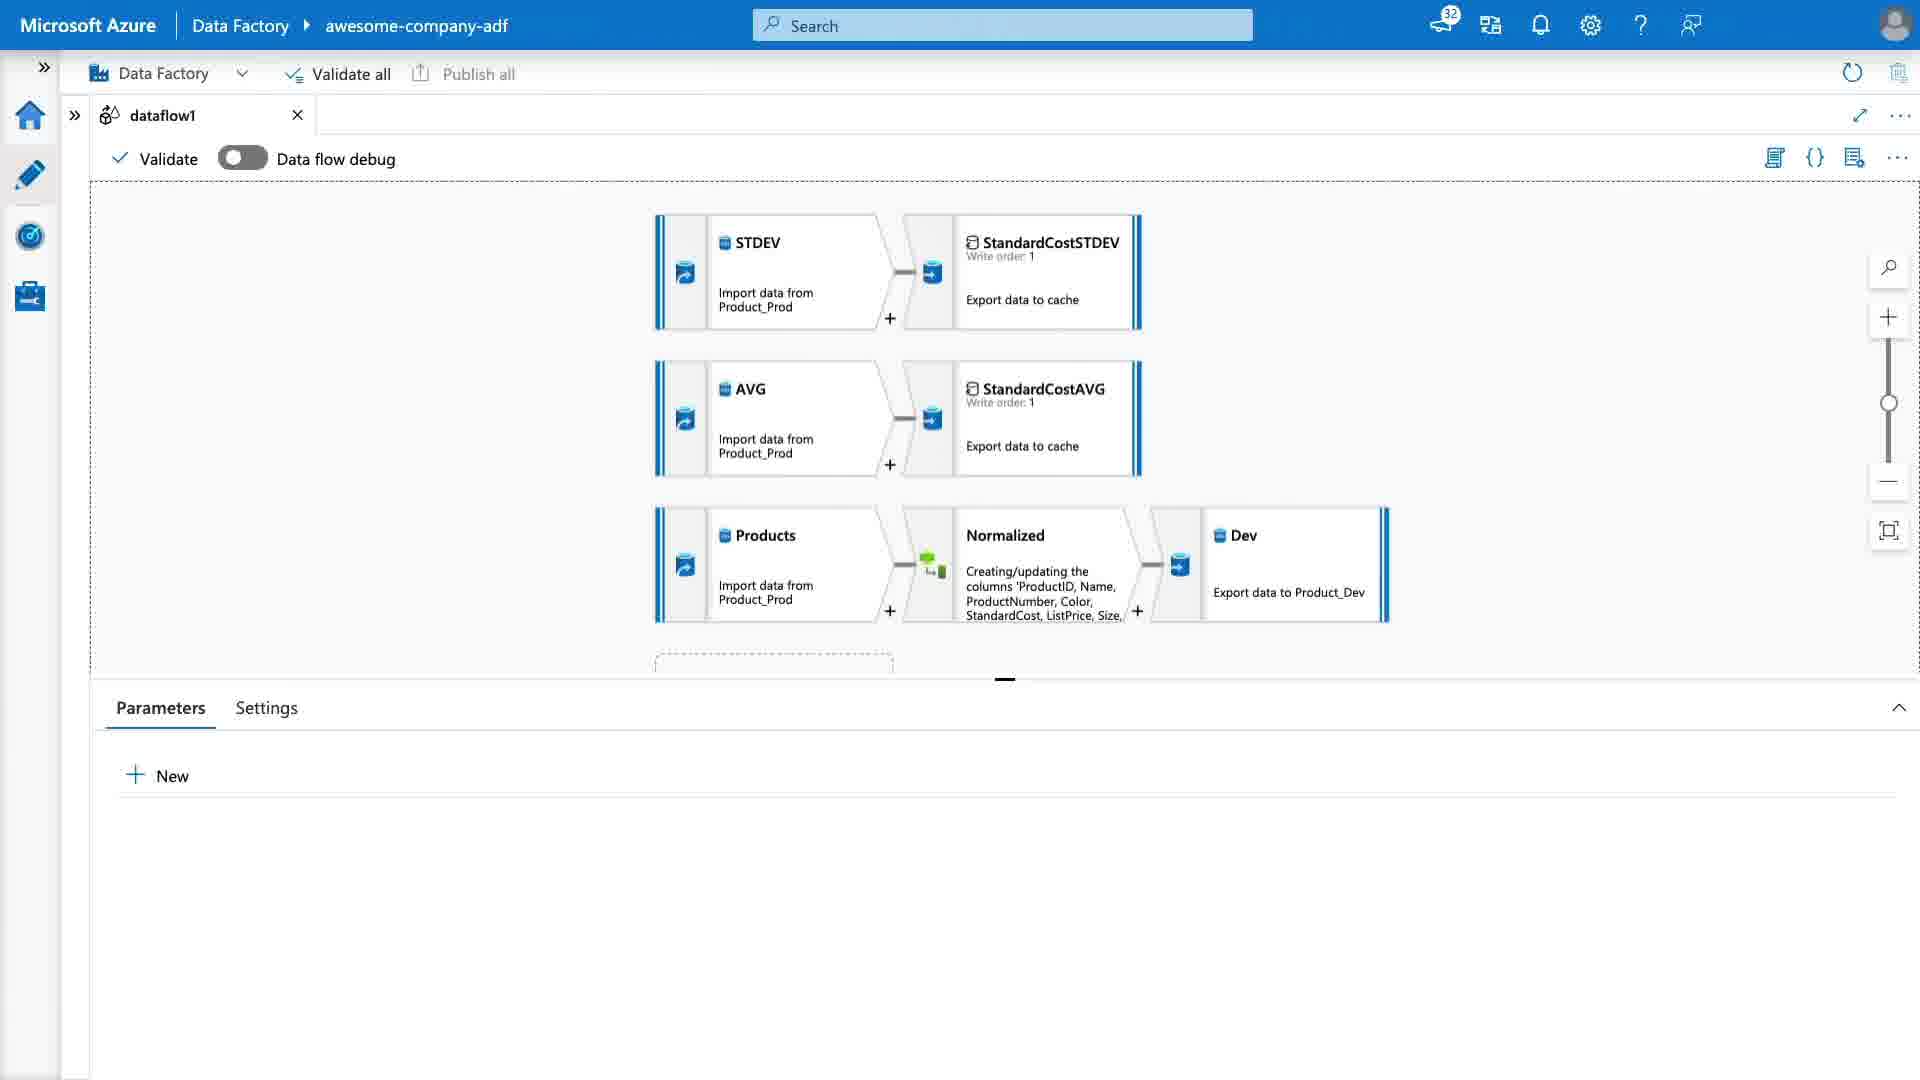 Microsoft Azure
Data Factory
awesome-company-adf
Search
32
Data Factory
Validate all
Publish all
dataflow1
Validate
Data flow debug
STDEV
Import data from
Product_Prod
StandardCostSTDEV
Write order: 1
Export data to cache
AVG
Import data from
Product_Prod
StandardCostAVG
Write order: 1
Export data to cache
Products
Import data from
Product_Prod
Normalized
Creating/updating the
columns 'ProductID, Name,
ProductNumber, Color,
StandardCost, ListPrice, Size,
Dev
Export data to Product_Dev
Parameters
Settings
New